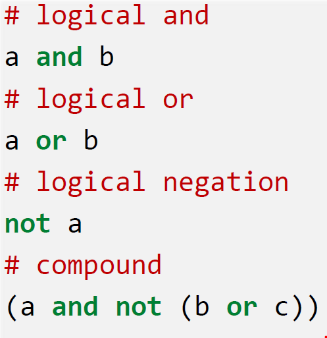 # logical and
a and b
# logical or
a or b
# logical negation
not a
# compound
(a and not (b or c))